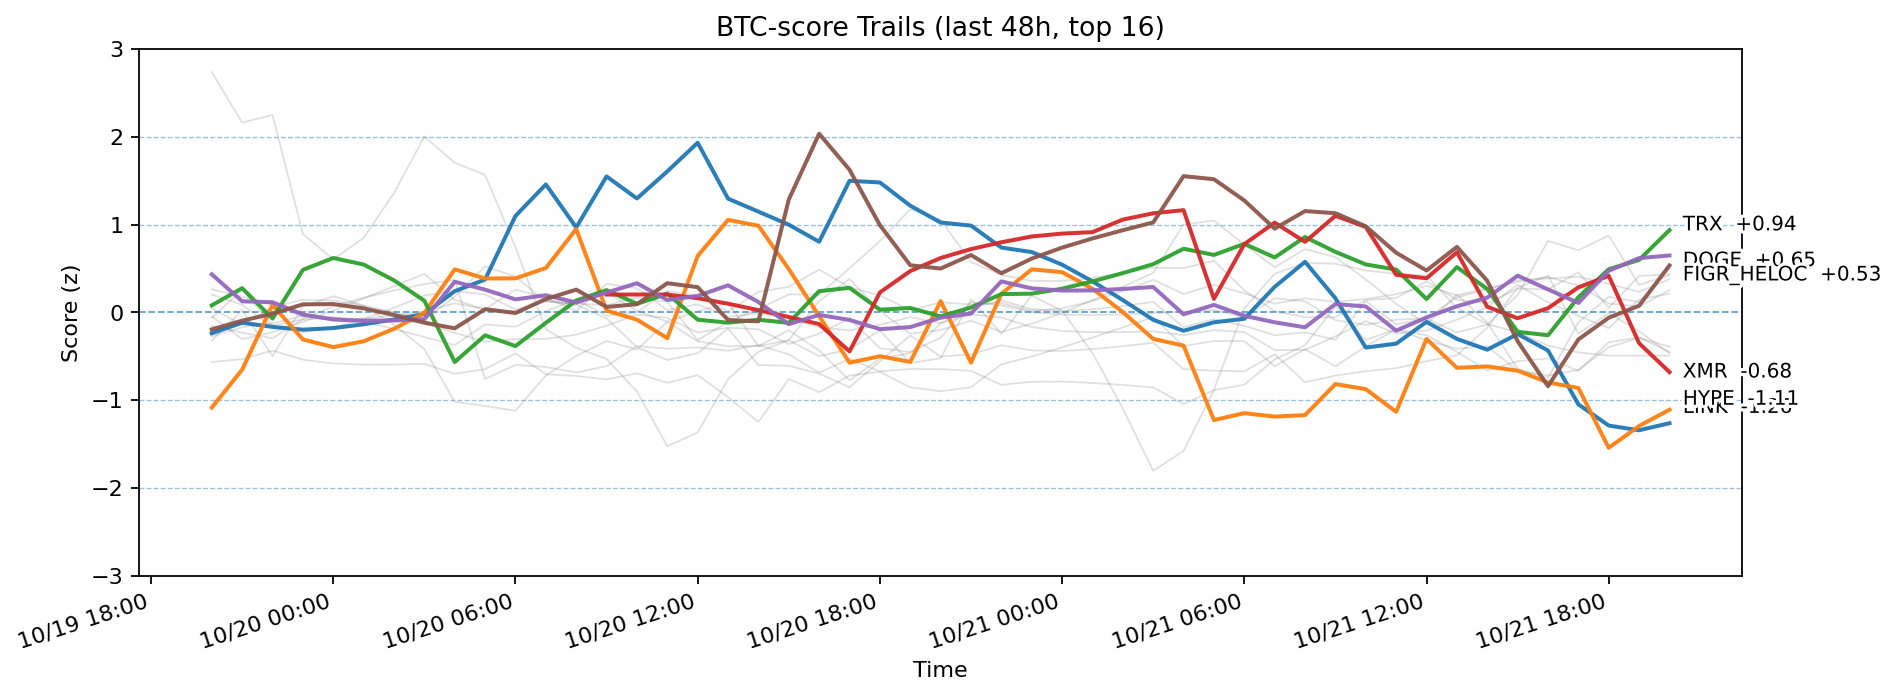 BTC-score Trails (last 48h, top 16)
3
2
1
0
−1
−2
−3
Score (z)
TRX +0.94
DOGE +0.65
FIGR_HELOC +0.53
XMR -0.68
HYPE -1.11
LINK -1.26
10/19 18:00
10/20 00:00
10/20 06:00
10/20 12:00
10/20 18:00
10/21 00:00
10/21 06:00
10/21 12:00
10/21 18:00
Time